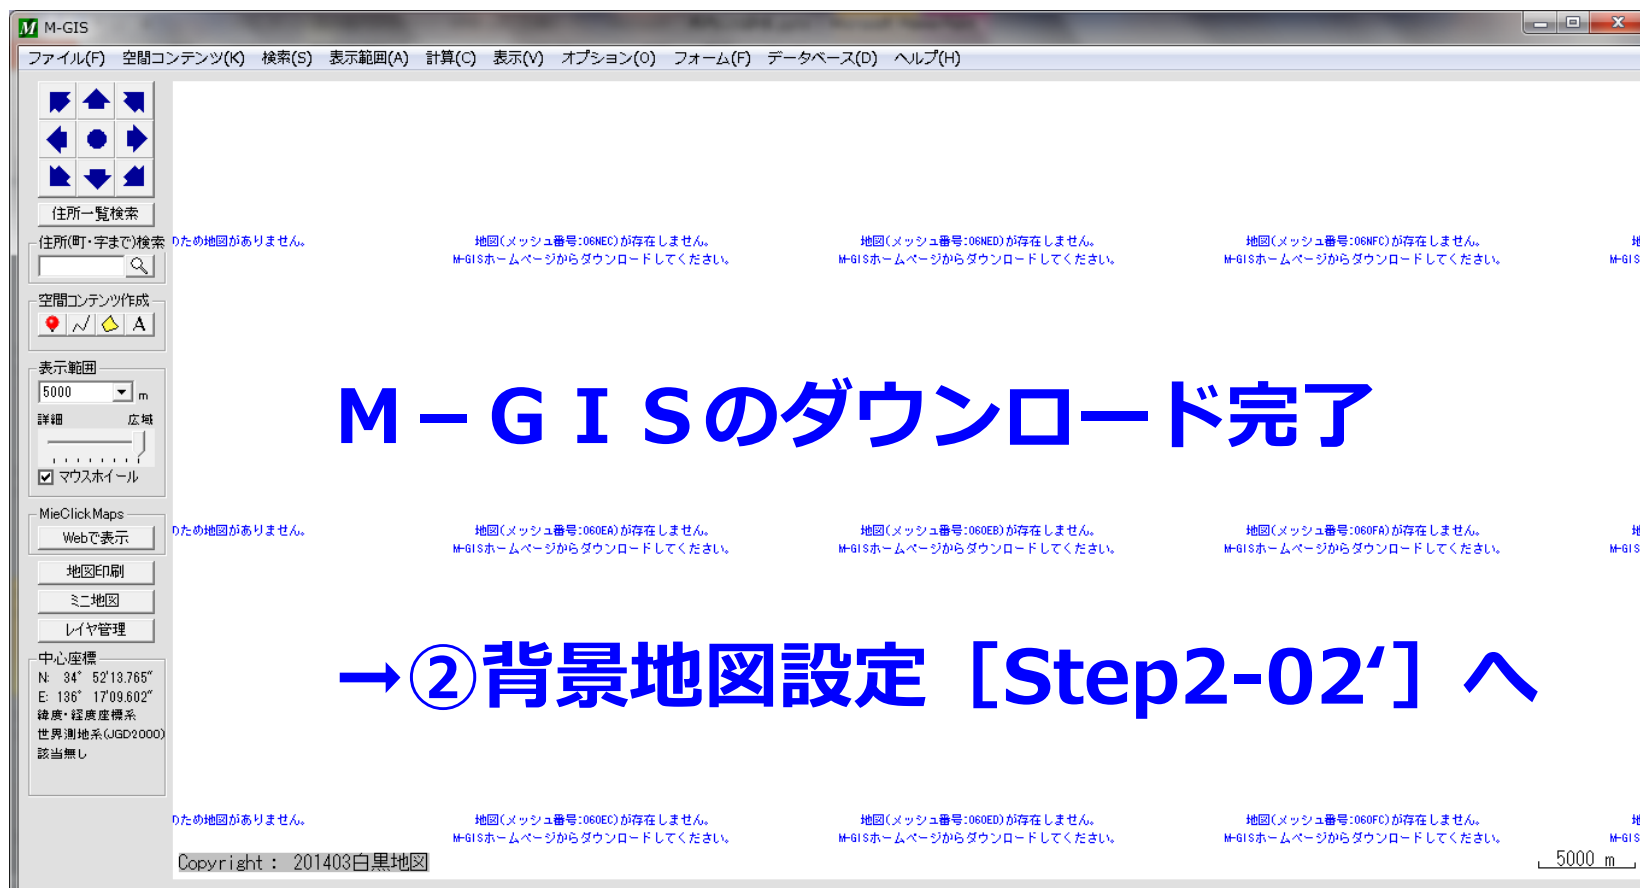 M-GIS
ファイル(F) 空間コンテンツ(K) 検索(S) 表示範囲(A) 計算(C) 表示(V) オプション(O) フォーム(F) データベース(D) ヘルプ(H)
住所一覧検索
住所(町・字まで)検索
空間コンテンツ作成
A
表示範囲
5000 m
詳細 広域
マウスホイール
MieClickMaps
Webで表示
地図印刷
ミニ地図
レイヤ管理
中心座標
N: 34° 52'13.765"
E: 136° 17'09.602"
緯度・経度座標系
世界測地系(JGD2000)
該当無し
のため地図がありません。 地図(メッシュ番号:06NEC)が存在しません。 地図(メッシュ番号:06NED)が存在しません。 地図(メッシュ番号:06NFC)が存在しません。 地
M-GISホームページからダウンロードしてください。 M-GISホームページからダウンロードしてください。 M-GISホームページからダウンロードしてください。 M-GIS
M－GISのダウンロード完了
のため地図がありません。 地図(メッシュ番号:06OEA)が存在しません。 地図(メッシュ番号:06OEB)が存在しません。 地図(メッシュ番号:06OFA)が存在しません。 地
M-GISホームページからダウンロードしてください。 M-GISホームページからダウンロードしてください。 M-GISホームページからダウンロードしてください。 M-GIS
→②背景地図設定［Step2-02‘］へ
のため地図がありません。 地図(メッシュ番号:06OEC)が存在しません。 地図(メッシュ番号:06OED)が存在しません。 地図(メッシュ番号:06OFC)が存在しません。 地
M-GISホームページからダウンロードしてください。 M-GISホームページからダウンロードしてください。 M-GISホームページからダウンロードしてください。 M-GIS
Copyright : 201403白黒地図
5000 m